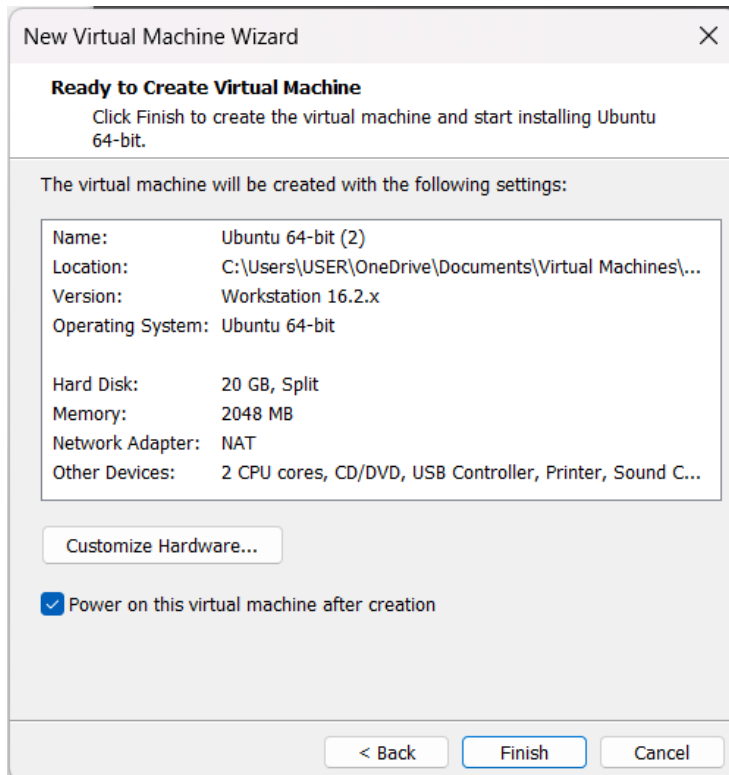 New Virtual Machine Wizard
Ready to Create Virtual Machine
Click Finish to create the virtual machine and start installing Ubuntu
64-bit.
The virtual machine will be created with the following settings:
Name: Ubuntu 64-bit (2)
Location: C:\Users\USER\OneDrive\Documents\Virtual Machines\...
Version: Workstation 16.2.x
Operating System: Ubuntu 64-bit
Hard Disk: 20 GB, Split
Memory: 2048 MB
Network Adapter: NAT
Other Devices: 2 CPU cores, CD/DVD, USB Controller, Printer, Sound C...
Customize Hardware...
Power on this virtual machine after creation
< Back Finish Cancel